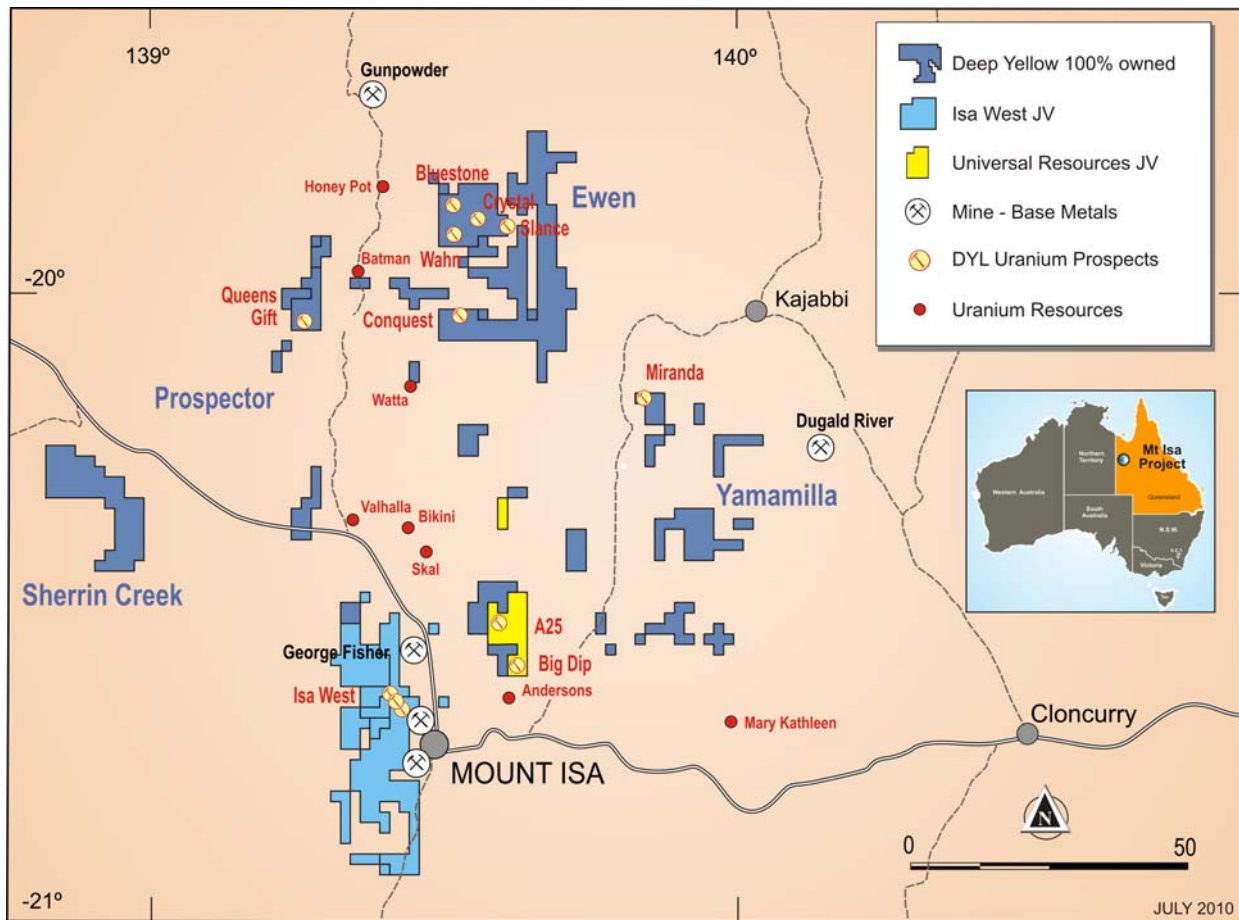 139º
140º
Gunpowder
Deep Yellow 100% owned
Isa West JV
Universal Resources JV
Mine - Base Metals
DYL Uranium Prospects
Uranium Resources
Bluestone
Honey Pot
Crystal
Ewen
Slance
Batman
Wahn
-20º
Queens
Gift
Conquest
Kajabbi
Miranda
Prospector
Watta
Dugald River
Yamamilla
Mt Isa
Project
Northern
Territory
Western Australia
Queensland
South
Australia
N.S.W.
A.C.T.
Victoria
Tas
Valhalla
Bikini
Skal
Sherrin Creek
George Fisher
A25
Isa West
Big Dip
Andersons
Mary Kathleen
Cloncurry
MOUNT ISA
N
0
50
-21º
JULY 2010